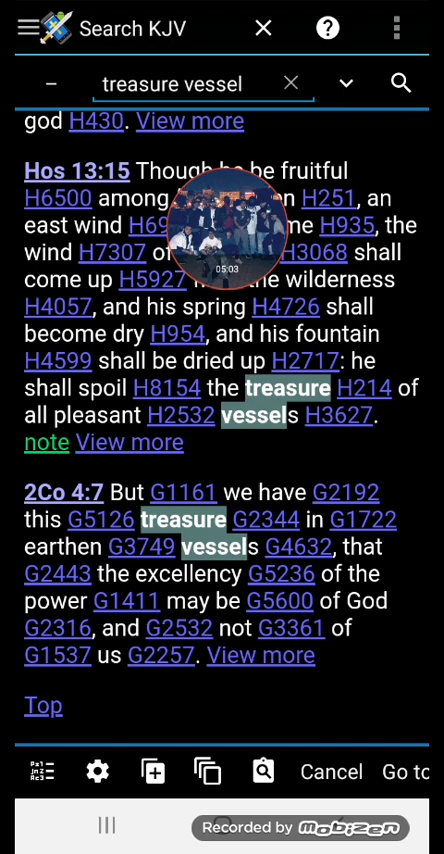 Search KJV
treasure vessel
god H430. View more
Hos 13:15 Though he be fruitful
H6500 among H251, an
east wind H935, the
wind H7307 H3068 shall
come up H5927 the wilderness
H4057, and his spring H4726 shall
become dry H954, and his fountain
H4599 shall be dried up H2717: he
shall spoil H8154 the treasure H214 of
all pleasant H2532 vessels H3627.
note View more
05:03
2Co 4:7 But G1161 we have G2192
this G5126 treasure G2344 in G1722
earthen G3749 vessels G4632, that
G2443 the excellency G5236 of the
power G1411 may be G5600 of God
G2316, and G2532 not G3361 of
G1537 us G2257. View more
Top
Cancel Go to
Recorded by Mobizen